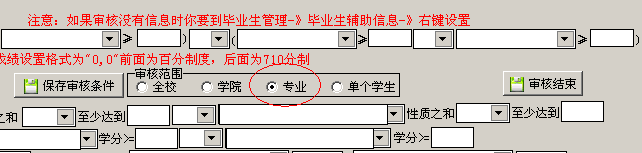 注意：如果审核没有信息时你要到毕业生管理-》毕业生辅助信息-》右键设置
≥ )( ≥ ≥ )
成绩设置格式为"0,0"前面为百分制度，后面为710分制
保存审核条件 审核范围 全校 学院 专业 单个学生 审核结束
之和 至少达到 性质之和 至少达到
学分>= 学分>=